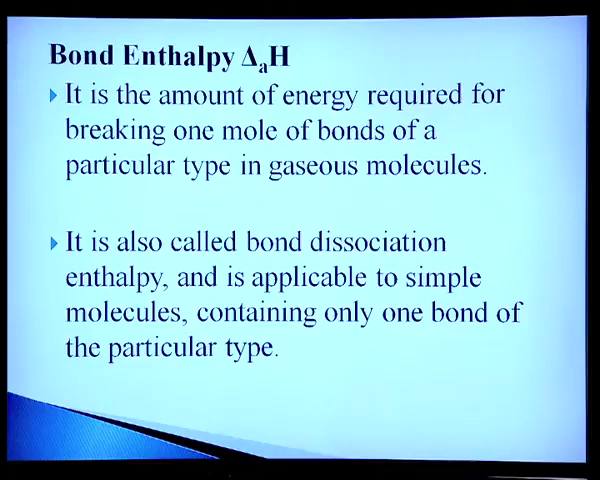 Bond Enthalpy ΔₐH
It is the amount of energy required for
breaking one mole of bonds of a
particular type in gaseous molecules.
It is also called bond dissociation
enthalpy, and is applicable to simple
molecules, containing only one bond of
the particular type.